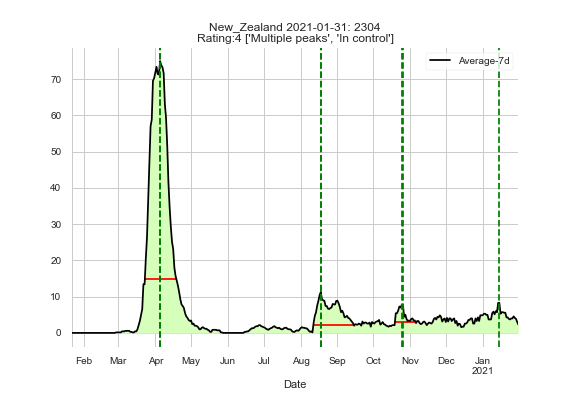 New_Zealand 2021-01-31: 2304
Rating:4 ['Multiple peaks', 'In control']
Average-7d
70
60
50
40
30
20
10
0
Feb Mar Apr May Jun Jul Aug Sep Oct Nov Dec Jan
2021
Date